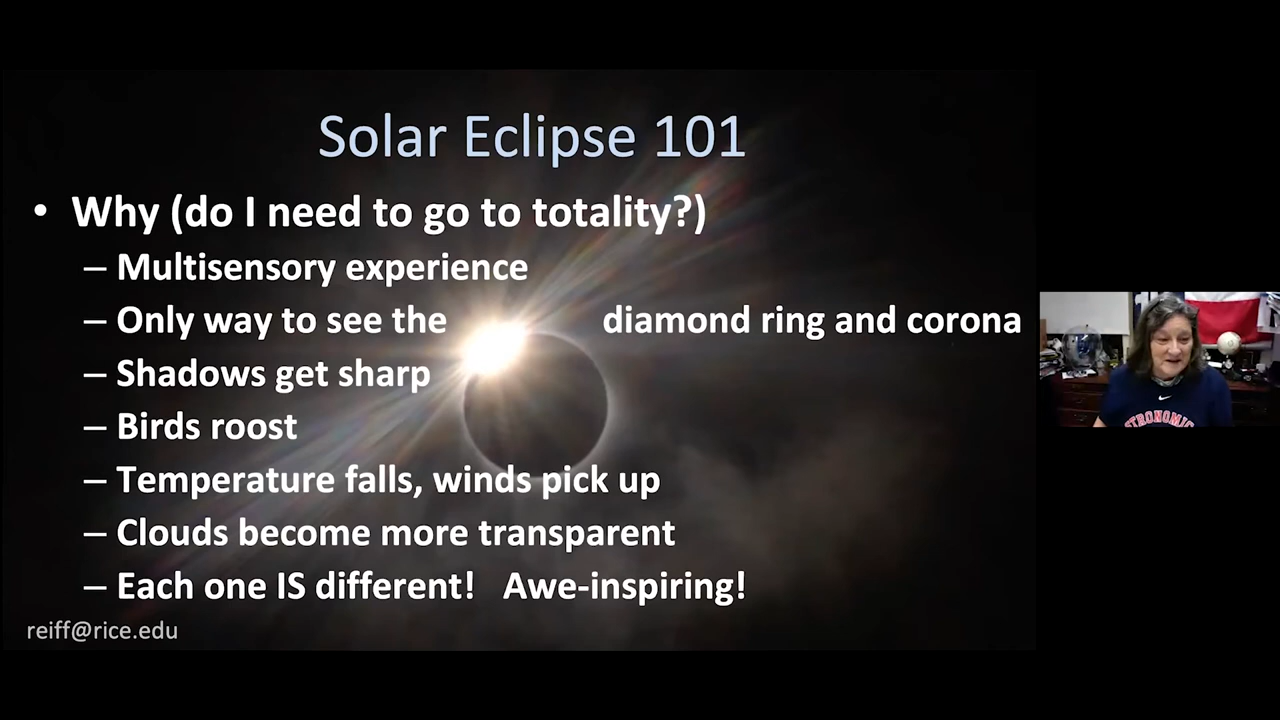 Solar Eclipse 101
• Why (do I need to go to totality?)
– Multisensory experience
– Only way to see the diamond ring and corona
– Shadows get sharp
– Birds roost
– Temperature falls, winds pick up
– Clouds become more transparent
– Each one IS different! Awe-inspiring!
reiff@rice.edu